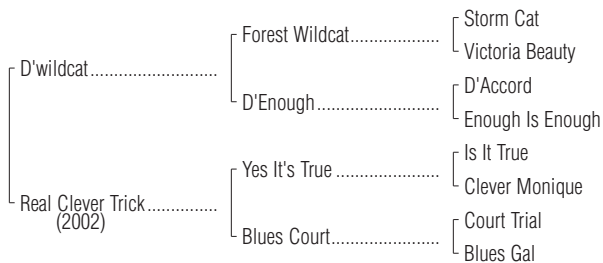 Storm Cat
Forest Wildcat....................
Victoria Beauty
D'wildcat...........................
D'Accord
D'Enough..........................
Enough Is Enough
Is It True
Yes It's True ......................
Clever Monique
Real Clever Trick...............
(2002)
Court Trial
Blues Court.......................
Blues Gal